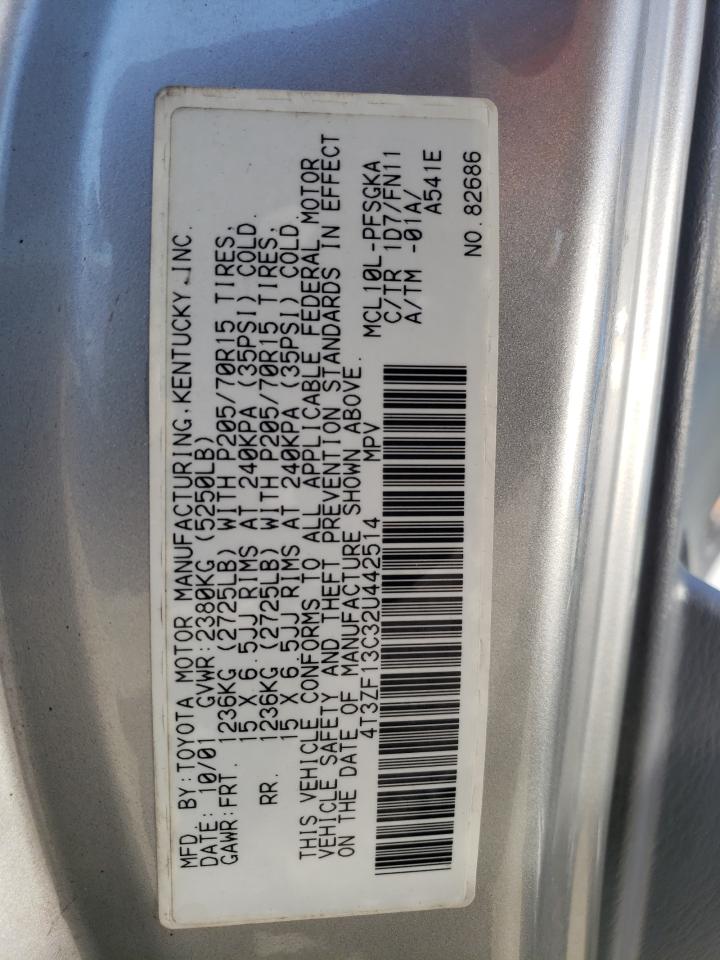 MFD. BY:TOYOTA MOTOR MANUFACTURING,KENTUCKY,INC.
DATE: 10/01 GVWR:2380KG (5250LB)
GAWR:FRT. 1236KG (2725LB) WITH P205/70R15 TIRES,
15 X 6.5JJ RIMS AT 240KPA (35PSI) COLD.
RR. 1236KG (2725LB) WITH P205/70R15 TIRES,
15 X 6.5JJ RIMS AT 240KPA (35PSI) COLD.
THIS VEHICLE CONFORMS TO ALL APPLICABLE FEDERAL MOTOR
VEHICLE SAFETY AND THEFT PREVENTION STANDARDS IN EFFECT
ON THE DATE OF MANUFACTURE SHOWN ABOVE.
4T3ZF13C32U442514 MPV
MCL10L-PFSGKA
C/TR 1D7/FN11
A/TM -01A/
A541E
NO. 82686